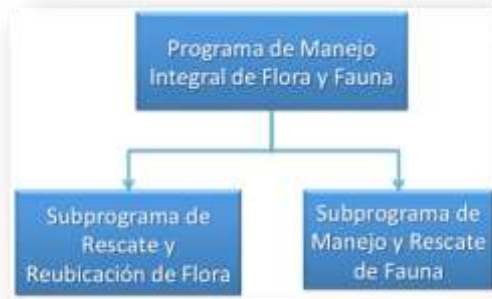 Programa de Manejo
Integral de Flora y Fauna
Subprograma de
Rescate y
Reubicación de Flora
Subprograma de
Manejo y Rescate
de Fauna